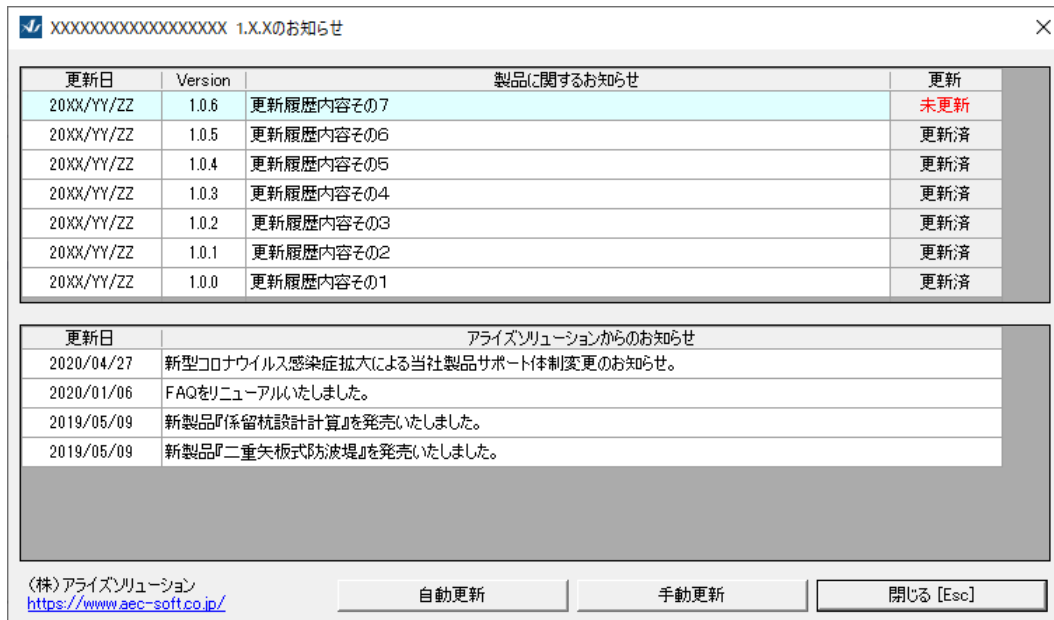 XXXXXXXXXXXXXXXXXX 1.X.Xのお知らせ
更新日 Version 製品に関するお知らせ 更新
20XX/YY/ZZ 1.0.6 更新履歴内容その7 未更新
20XX/YY/ZZ 1.0.5 更新履歴内容その6 更新済
20XX/YY/ZZ 1.0.4 更新履歴内容その5 更新済
20XX/YY/ZZ 1.0.3 更新履歴内容その4 更新済
20XX/YY/ZZ 1.0.2 更新履歴内容その3 更新済
20XX/YY/ZZ 1.0.1 更新履歴内容その2 更新済
20XX/YY/ZZ 1.0.0 更新履歴内容その1 更新済
更新日 アライズソリューションからのお知らせ
2020/04/27 新型コロナウイルス感染症拡大による当社製品サポート体制変更のお知らせ。
2020/01/06 FAQをリニューアルいたしました。
2019/05/09 新製品『係留杭設計計算』を発売いたしました。
2019/05/09 新製品『二重矢板式防波堤』を発売いたしました。
(株)アライズソリューション
https://www.aec-soft.co.jp/
自動更新 手動更新 閉じる [Esc]